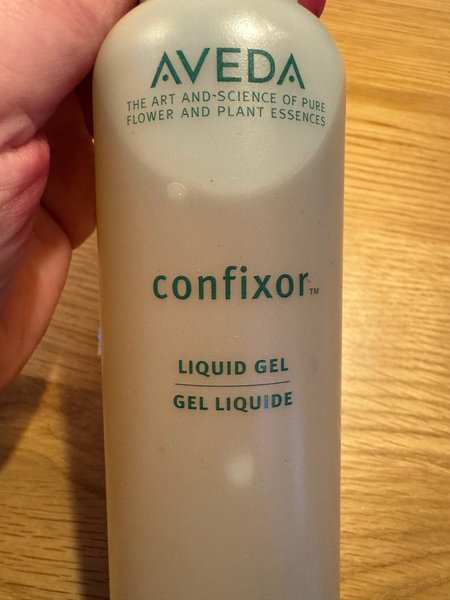 AVEDA
THE ART AND-SCIENCE OF PURE
FLOWER AND PLANT ESSENCES
confixor™
LIQUID GEL
GEL LIQUIDE